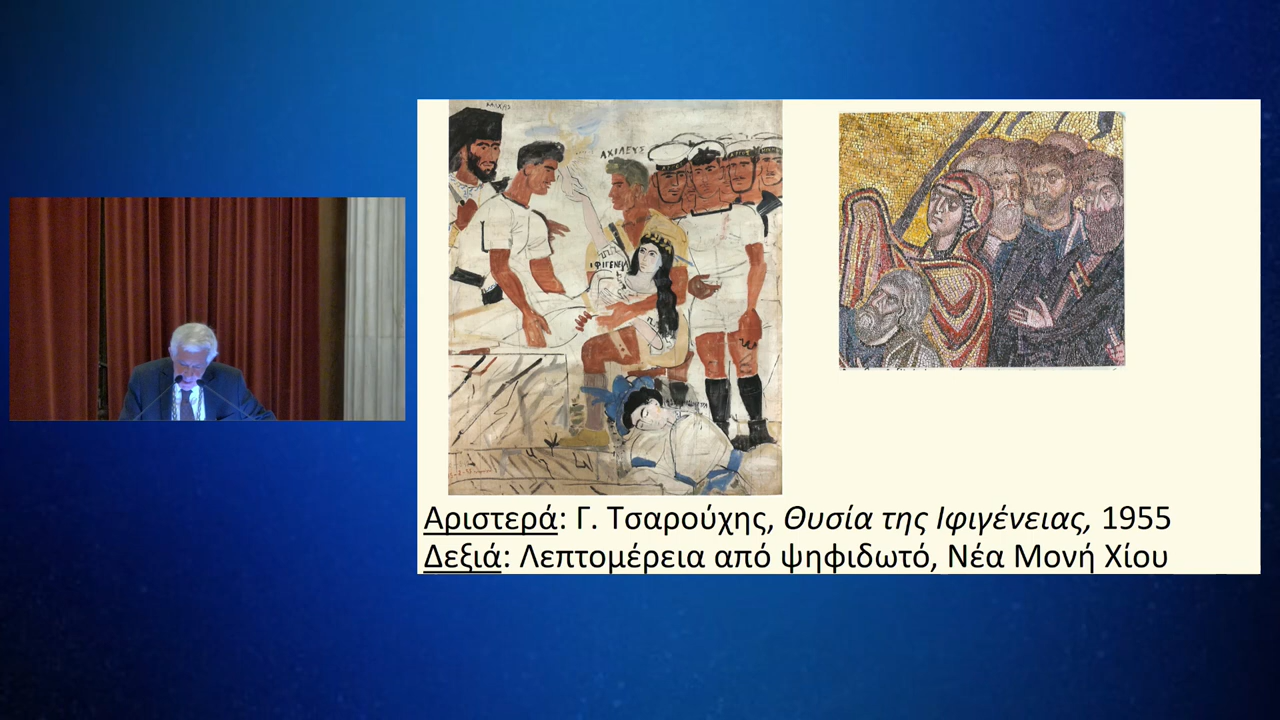 ΑΧΙΛΕΥΣ
ΙΦΙΓΕΝΕΙΑ
Αριστερά: Γ. Τσαρούχης, Θυσία της Ιφιγένειας, 1955
Δεξιά: Λεπτομέρεια από ψηφιδωτό, Νέα Μονή Χίου